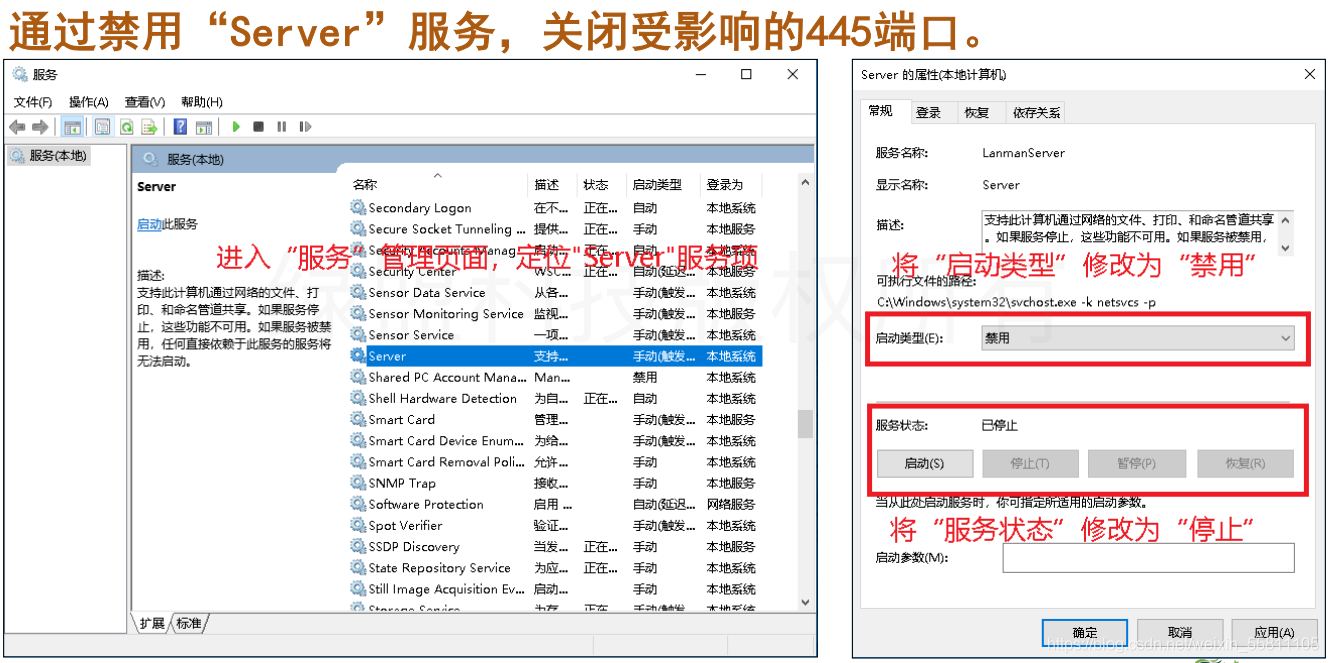 通过禁用“Server”服务，关闭受影响的445端口。
服务
文件(F) 操作(A) 查看(V) 帮助(H)
服务(本地)
服务(本地)
Server
启动此服务
描述:
支持此计算机通过网络的文件、打
印、和命名管道共享。如果服务停
止，这些功能不可用。如果服务被禁
用，任何直接依赖于此服务的服务将
无法启动。
名称 描述 状态 启动类型 登录为
Secondary Logon 在不... 正在... 自动 本地系统
Secure Socket Tunneling ... 提供... 正在... 手动 本地服务
Security Accounts Manag... 启动... 正在... 自动 本地系统
进入 “服务” 管理页面，定位"Server"服务项
Security Center WSC... 正在... 自动(延迟... 本地服务
Sensor Data Service 从各... 手动(触发... 本地系统
Sensor Monitoring Service 监视... 手动(触发... 本地服务
Sensor Service 一项... 手动(触发... 本地系统
Server 支持... 手动(触发... 本地系统
Shared PC Account Mana... Man... 禁用 本地系统
Shell Hardware Detection 为自... 正在... 自动 本地系统
Smart Card 管理... 手动(触发... 本地服务
Smart Card Device Enum... 为给... 手动(触发... 本地系统
Smart Card Removal Poli... 允许... 手动 本地系统
SNMP Trap 接收... 手动 本地服务
Software Protection 启用 ... 自动(延迟... 网络服务
Spot Verifier 验证... 手动(触发... 本地系统
SSDP Discovery 当发... 正在... 手动 本地服务
State Repository Service 为应... 正在... 手动 本地系统
Still Image Acquisition Ev... 启动... 手动 本地系统
Storage Service 为存... 正在... 手动(触发... 本地系统
扩展 标准
Server 的属性(本地计算机)
常规 登录 恢复 依存关系
服务名称: LanmanServer
显示名称: Server
描述: 支持此计算机通过网络的文件、打印、和命名管道共享
。如果服务停止，这些功能不可用。如果服务被禁用，
将 “启动类型” 修改为 “禁用”
可执行文件的路径:
C:\Windows\system32\svchost.exe -k netsvcs -p
启动类型(E): 禁用
服务状态: 已停止
启动(S) 停止(T) 暂停(P) 恢复(R)
当从此处启动服务时，你可指定所适用的启动参数。
将 “服务状态” 修改为 “停止”
启动参数(M):
确定 取消 应用(A)
https://blog.csdn.net/weixin_56811105